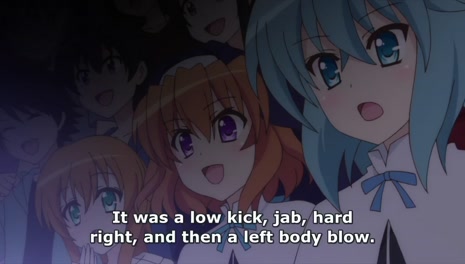 It was a low kick, jab, hard
right, and then a left body blow.